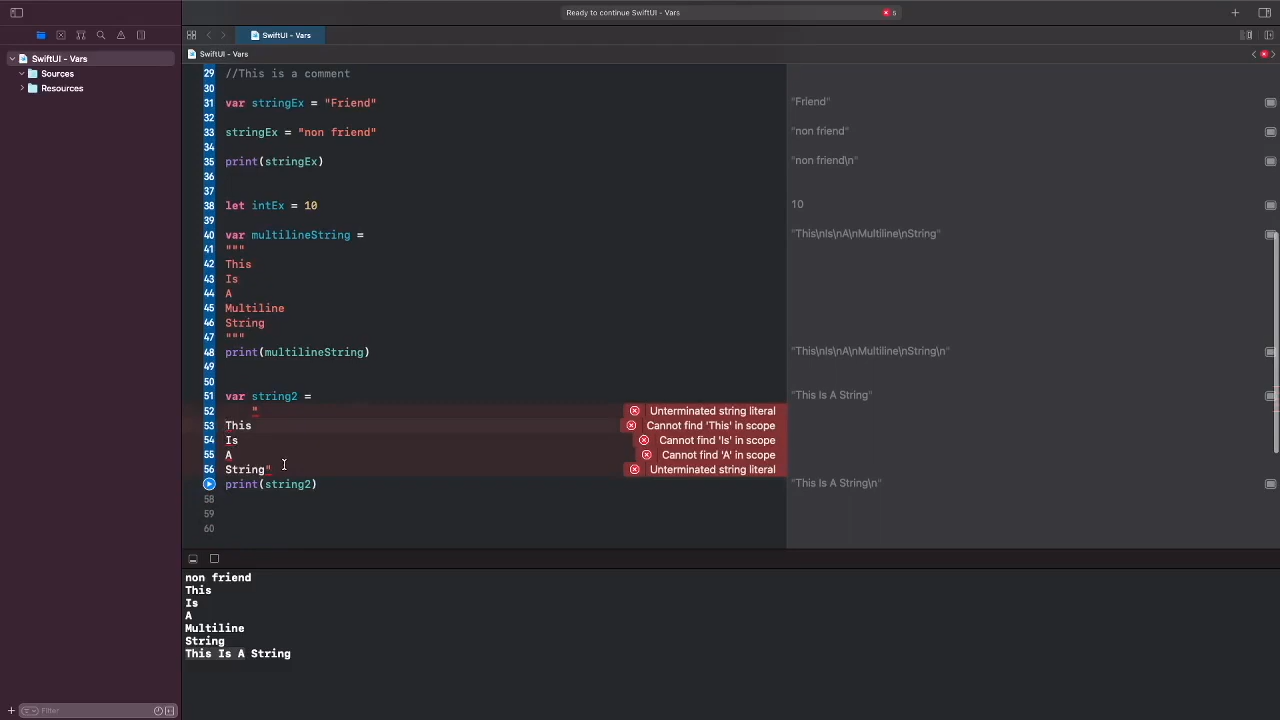 Ready to continue SwiftUI - Vars
5
SwiftUI - Vars
SwiftUI - Vars
SwiftUI - Vars
Sources
Resources
29 //This is a comment
30
31 var stringEx = "Friend" "Friend"
32
33 stringEx = "non friend" "non friend"
34
35 print(stringEx) "non friend\n"
36
37
38 let intEx = 10 10
39
40 var multilineString = "This\nIs\nA\nMultiline\nString"
41 """
42 This
43 Is
44 A
45 Multiline
46 String
47 """
48 print(multilineString) "This\nIs\nA\nMultiline\nString\n"
49
50
51 var string2 = "This Is A String"
52 " Unterminated string literal
53 This Cannot find 'This' in scope
54 Is Cannot find 'Is' in scope
55 A Cannot find 'A' in scope
56 String" Unterminated string literal
print(string2) "This Is A String\n"
58
59
60
non friend
This
Is
A
Multiline
String
This Is A String
Filter